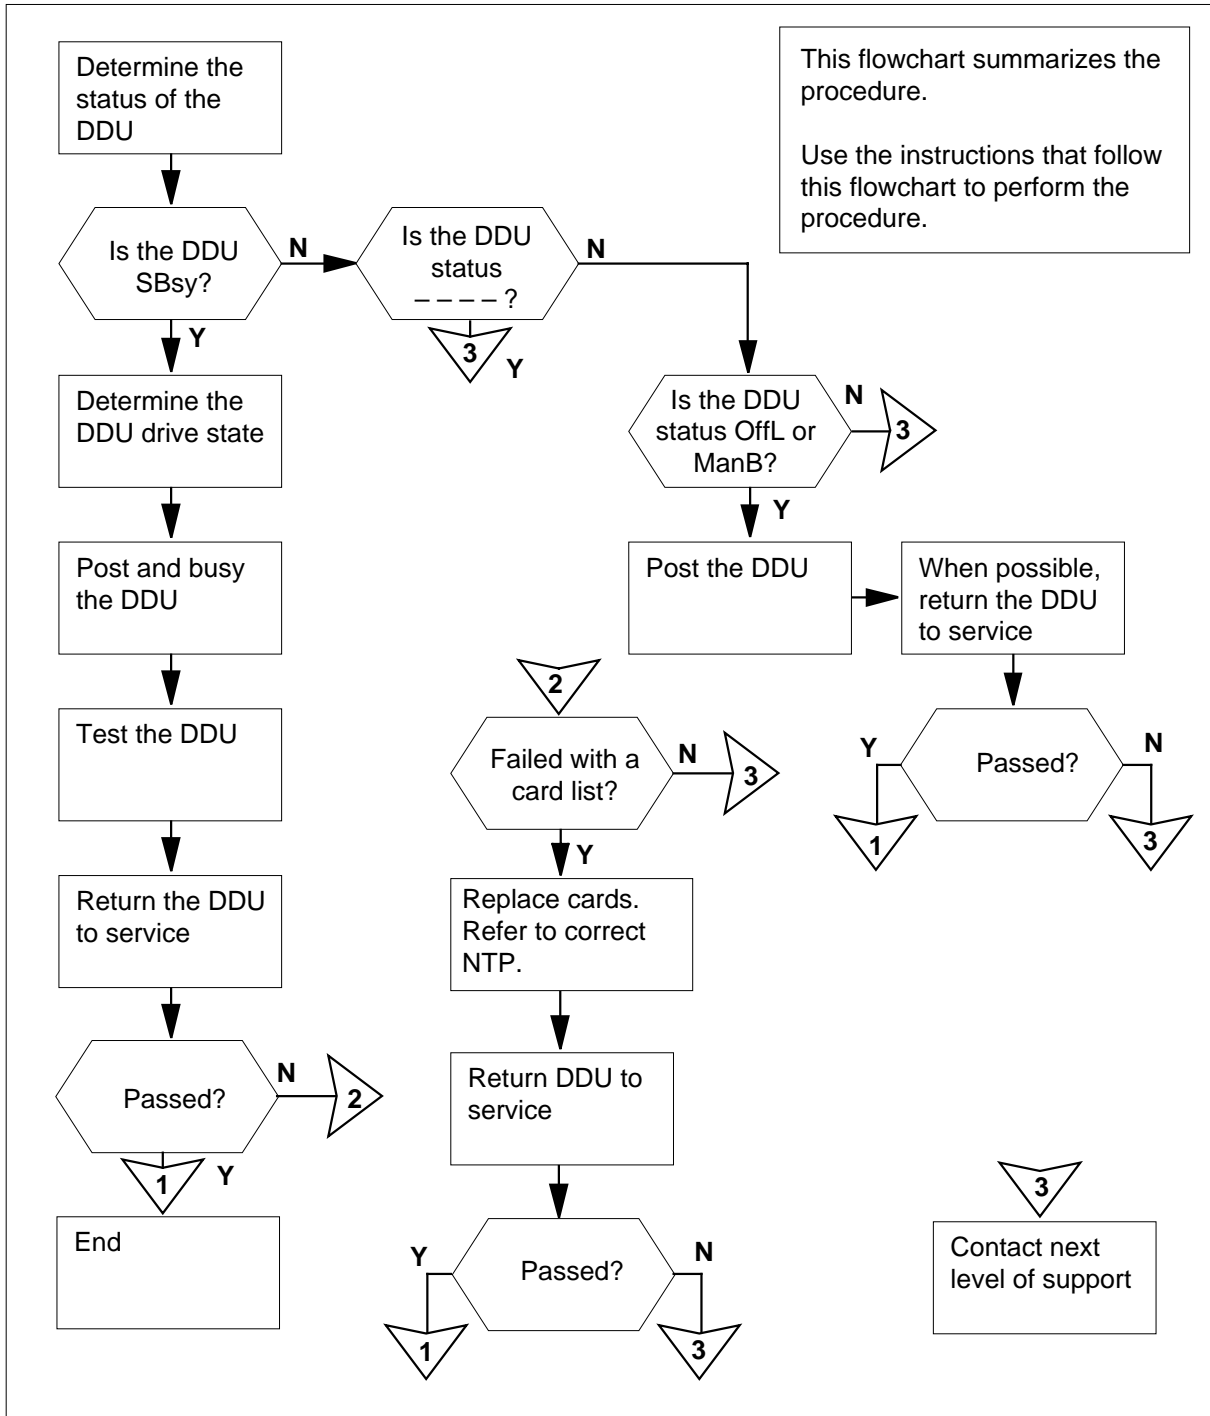 Determine the
status of the
DDU
This flowchart summarizes the
procedure.
Use the instructions that follow
this flowchart to perform the
procedure.
Is the DDU
SBsy?
N
Y
Is the DDU
status
– – – – ?
N
3
Y
Determine the
DDU drive state
Is the DDU
status OffL or
ManB?
N
3
Y
Post and busy
the DDU
Post the DDU
When possible,
return the DDU
to service
Passed?
Y
N
1
3
Test the DDU
Return the DDU
to service
Passed?
N
2
1
Y
End
2
Failed with a
card list?
N
3
Y
Replace cards.
Refer to correct
NTP.
Return DDU to
service
Passed?
Y
N
1
3
3
Contact next
level of support